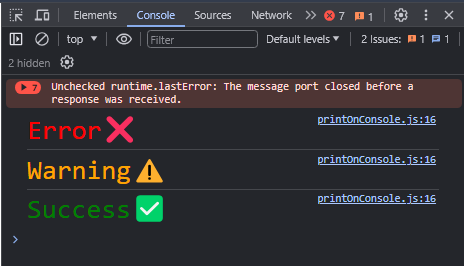 Elements Console Sources Network » 7 1
top Filter Default levels 2 Issues: 1 1
2 hidden
7 Unchecked runtime.lastError: The message port closed before a
response was received.
Error❌ printOnConsole.js:16
Warning⚠️ printOnConsole.js:16
Success✅ printOnConsole.js:16
>